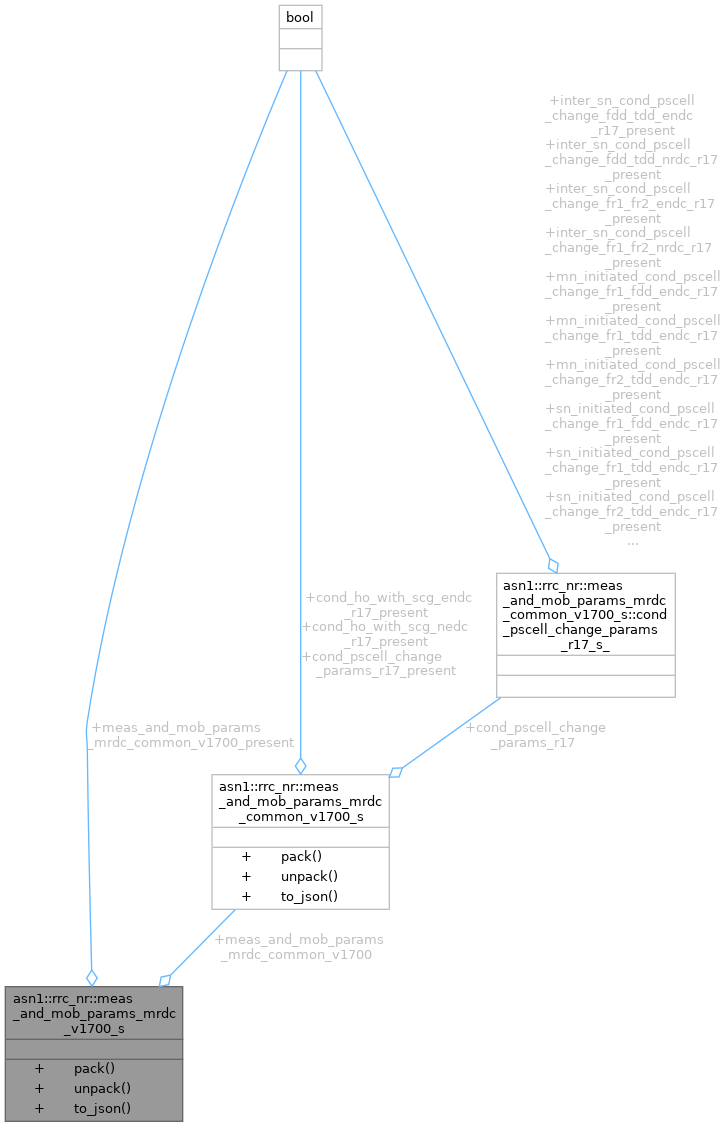 bool
+inter_sn_cond_pscell
_change_fdd_tdd_endc
_r17_present
+inter_sn_cond_pscell
_change_fdd_tdd_nrdc_r17
_present
+inter_sn_cond_pscell
_change_fr1_fr2_endc_r17
_present
+inter_sn_cond_pscell
_change_fr1_fr2_nrdc_r17
_present
+mn_initiated_cond_pscell
_change_fr1_fdd_endc_r17
_present
+mn_initiated_cond_pscell
_change_fr1_tdd_endc_r17
_present
+mn_initiated_cond_pscell
_change_fr2_tdd_endc_r17
_present
+sn_initiated_cond_pscell
_change_fr1_fdd_endc_r17
_present
+sn_initiated_cond_pscell
_change_fr1_tdd_endc_r17
_present
+sn_initiated_cond_pscell
_change_fr2_tdd_endc_r17
_present
...
asn1::rrc_nr::meas
_and_mob_params_mrdc
_common_v1700_s::cond
_pscell_change_params
_r17_s_
+cond_ho_with_scg_endc
_r17_present
+cond_ho_with_scg_nedc
_r17_present
+cond_pscell_change
_params_r17_present
+meas_and_mob_params
_mrdc_common_v1700_present
+cond_pscell_change
_params_r17
asn1::rrc_nr::meas
_and_mob_params_mrdc
_common_v1700_s
+ pack()
+ unpack()
+ to_json()
+meas_and_mob_params
_mrdc_common_v1700
asn1::rrc_nr::meas
_and_mob_params_mrdc
_v1700_s
+ pack()
+ unpack()
+ to_json()